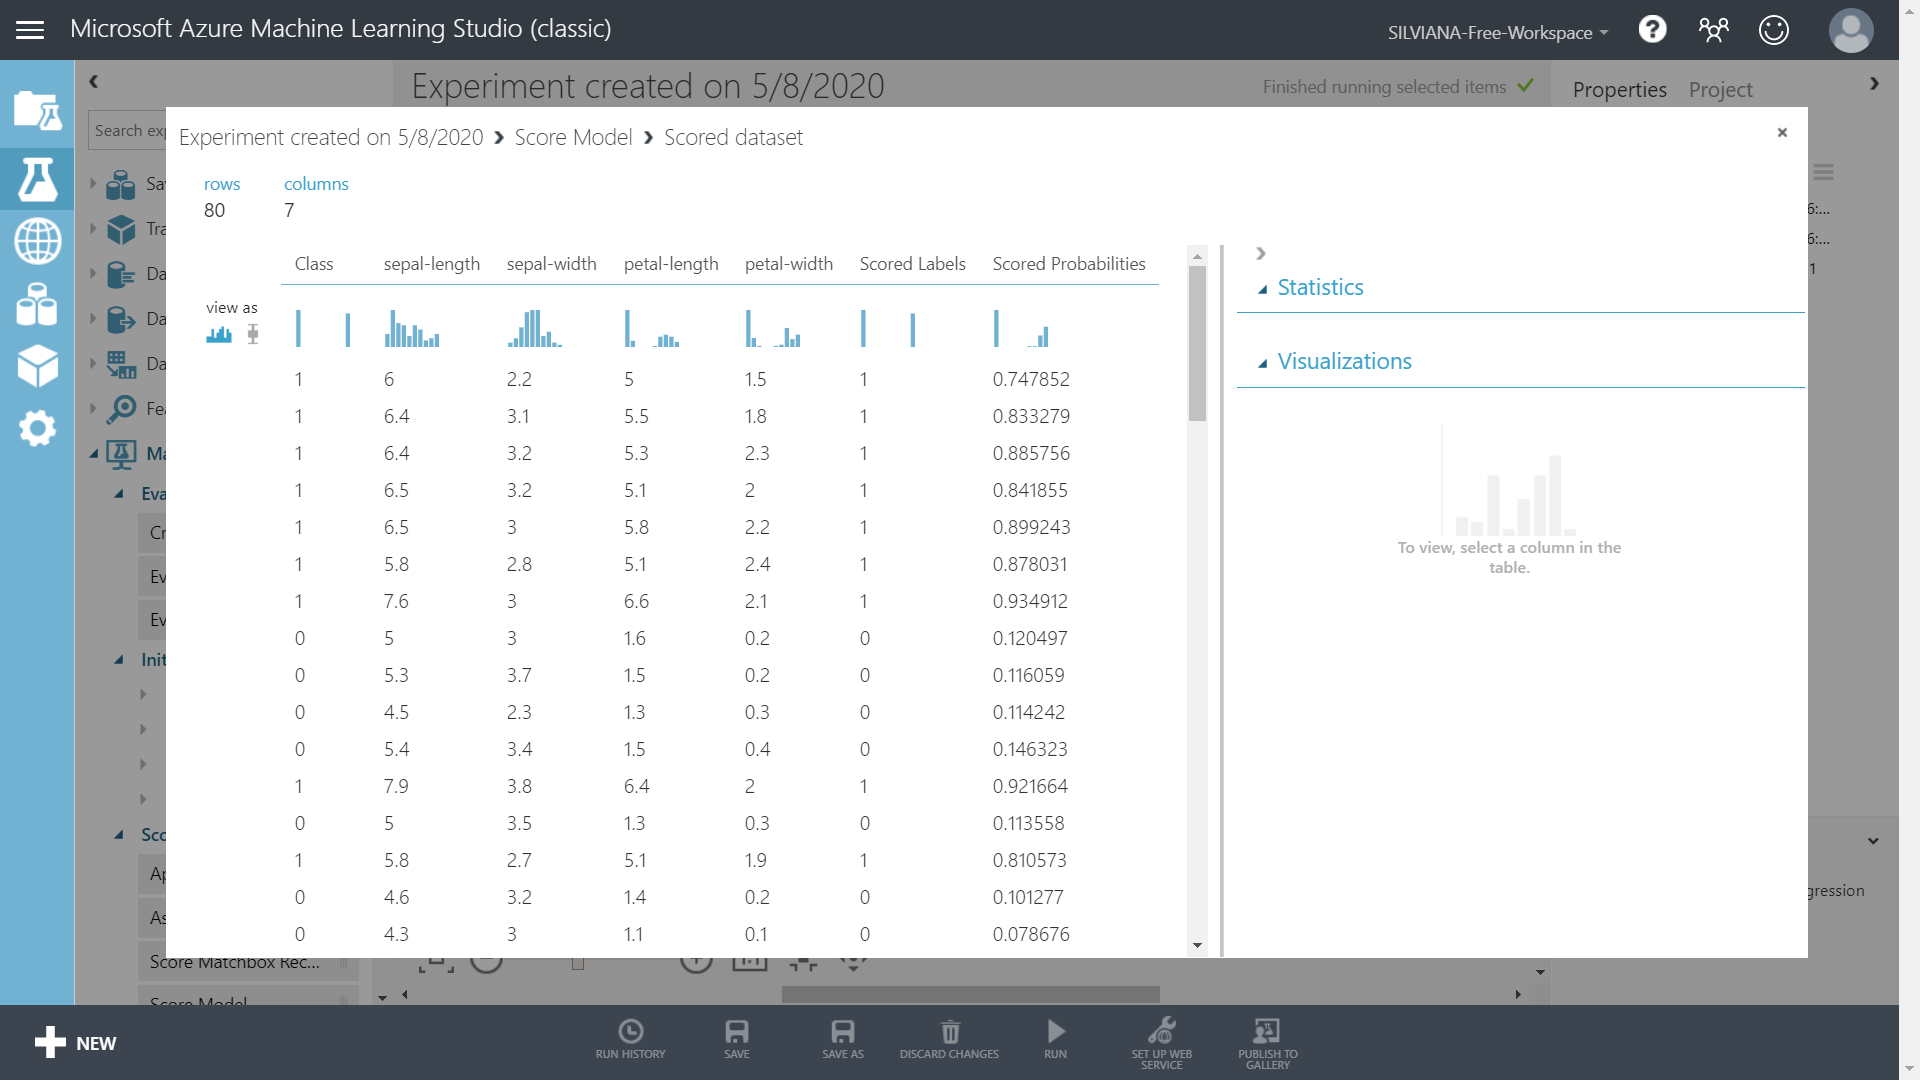 Microsoft Azure Machine Learning Studio (classic)
SILVIANA-Free-Workspace
Experiment created on 5/8/2020
Finished running selected items
Properties
Project
Search exp
Experiment created on 5/8/2020 > Score Model > Scored dataset
rows
columns
80
7
Class sepal-length sepal-width petal-length petal-width Scored Labels Scored Probabilities
view as
1 6 2.2 5 1.5 1 0.747852
1 6.4 3.1 5.5 1.8 1 0.833279
1 6.4 3.2 5.3 2.3 1 0.885756
1 6.5 3.2 5.1 2 1 0.841855
1 6.5 3 5.8 2.2 1 0.899243
1 5.8 2.8 5.1 2.4 1 0.878031
1 7.6 3 6.6 2.1 1 0.934912
0 5 3 1.6 0.2 0 0.120497
0 5.3 3.7 1.5 0.2 0 0.116059
0 4.5 2.3 1.3 0.3 0 0.114242
0 5.4 3.4 1.5 0.4 0 0.146323
1 7.9 3.8 6.4 2 1 0.921664
0 5 3.5 1.3 0.3 0 0.113558
1 5.8 2.7 5.1 1.9 1 0.810573
0 4.6 3.2 1.4 0.2 0 0.101277
0 4.3 3 1.1 0.1 0 0.078676
Statistics
Visualizations
To view, select a column in the
table.
Sav
Tra
Da
Da
Da
Fea
Ma
Eva
Cr
Ev
Ev
Init
Sco
Ap
As
Score Matchbox Rec...
Score Model
6:...
6:...
1
gression
NEW
RUN HISTORY
SAVE
SAVE AS
DISCARD CHANGES
RUN
SET UP WEB
SERVICE
PUBLISH TO
GALLERY